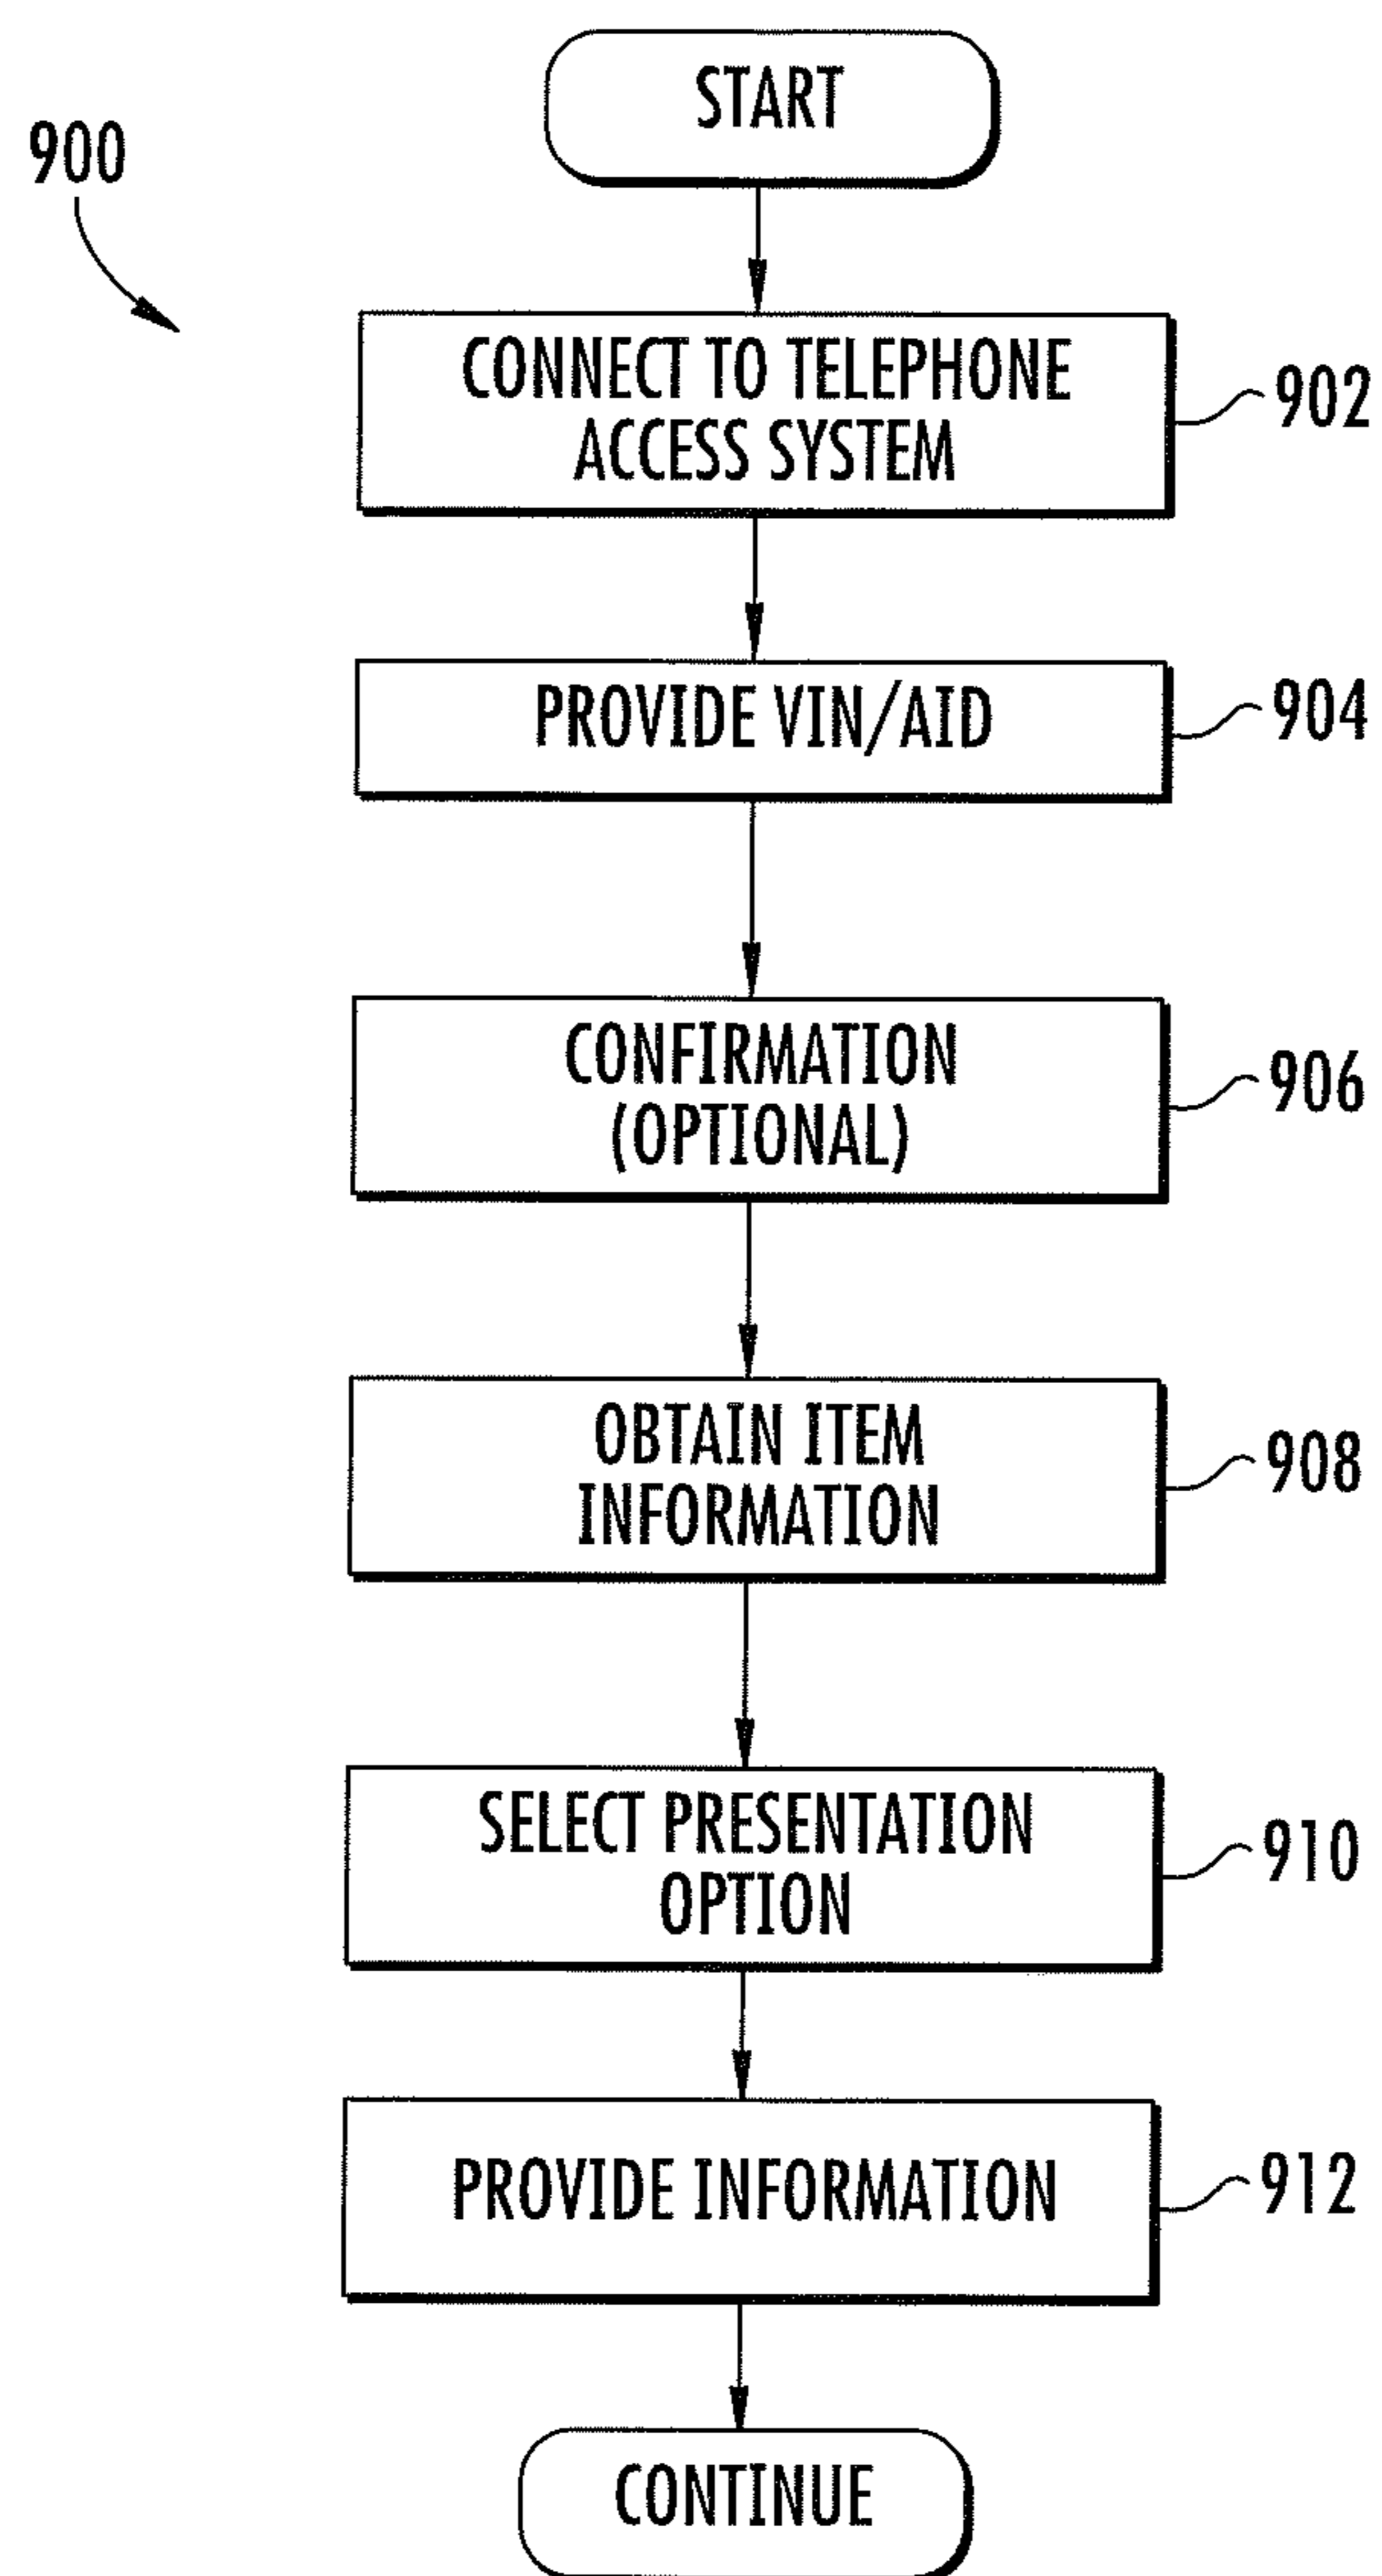 START
900
CONNECT TO TELEPHONE
ACCESS SYSTEM
902
PROVIDE VIN/AID
904
CONFIRMATION
(OPTIONAL)
906
OBTAIN ITEM
INFORMATION
908
SELECT PRESENTATION
OPTION
910
PROVIDE INFORMATION
912
CONTINUE